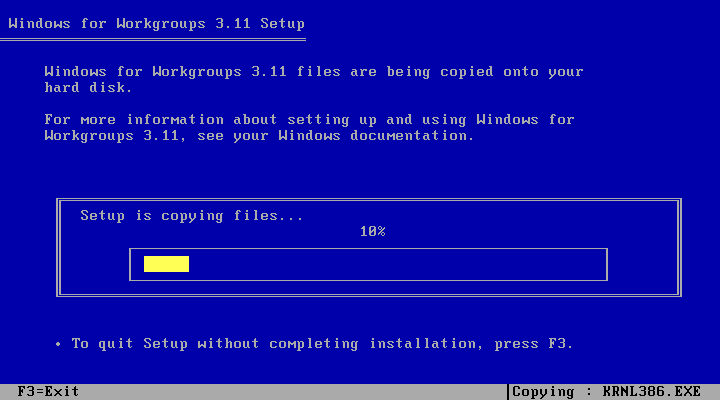 Windows for Workgroups 3.11 Setup
Windows for Workgroups 3.11 files are being copied onto your
hard disk.
For more information about setting up and using Windows for
Workgroups 3.11, see your Windows documentation.
Setup is copying files...
10%
• To quit Setup without completing installation, press F3.
F3=Exit
Copying : KRNL386.EXE